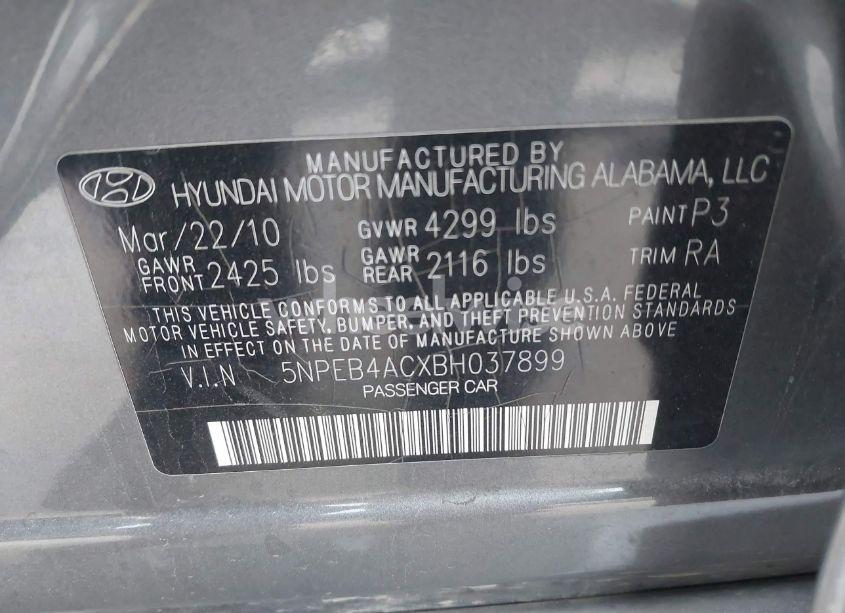 MANUFACTURED BY
HYUNDAI MOTOR MANUFACTURING ALABAMA, LLC
Mar/22/10 GVWR 4299 lbs PAINT P3
GAWR FRONT 2425 lbs GAWR REAR 2116 lbs TRIM RA
THIS VEHICLE CONFORMS TO ALL APPLICABLE U.S.A. FEDERAL
MOTOR VEHICLE SAFETY, BUMPER, AND THEFT PREVENTION STANDARDS
IN EFFECT ON THE DATE OF MANUFACTURE SHOWN ABOVE
V.I.N 5NPEB4ACXBH037899
PASSENGER CAR